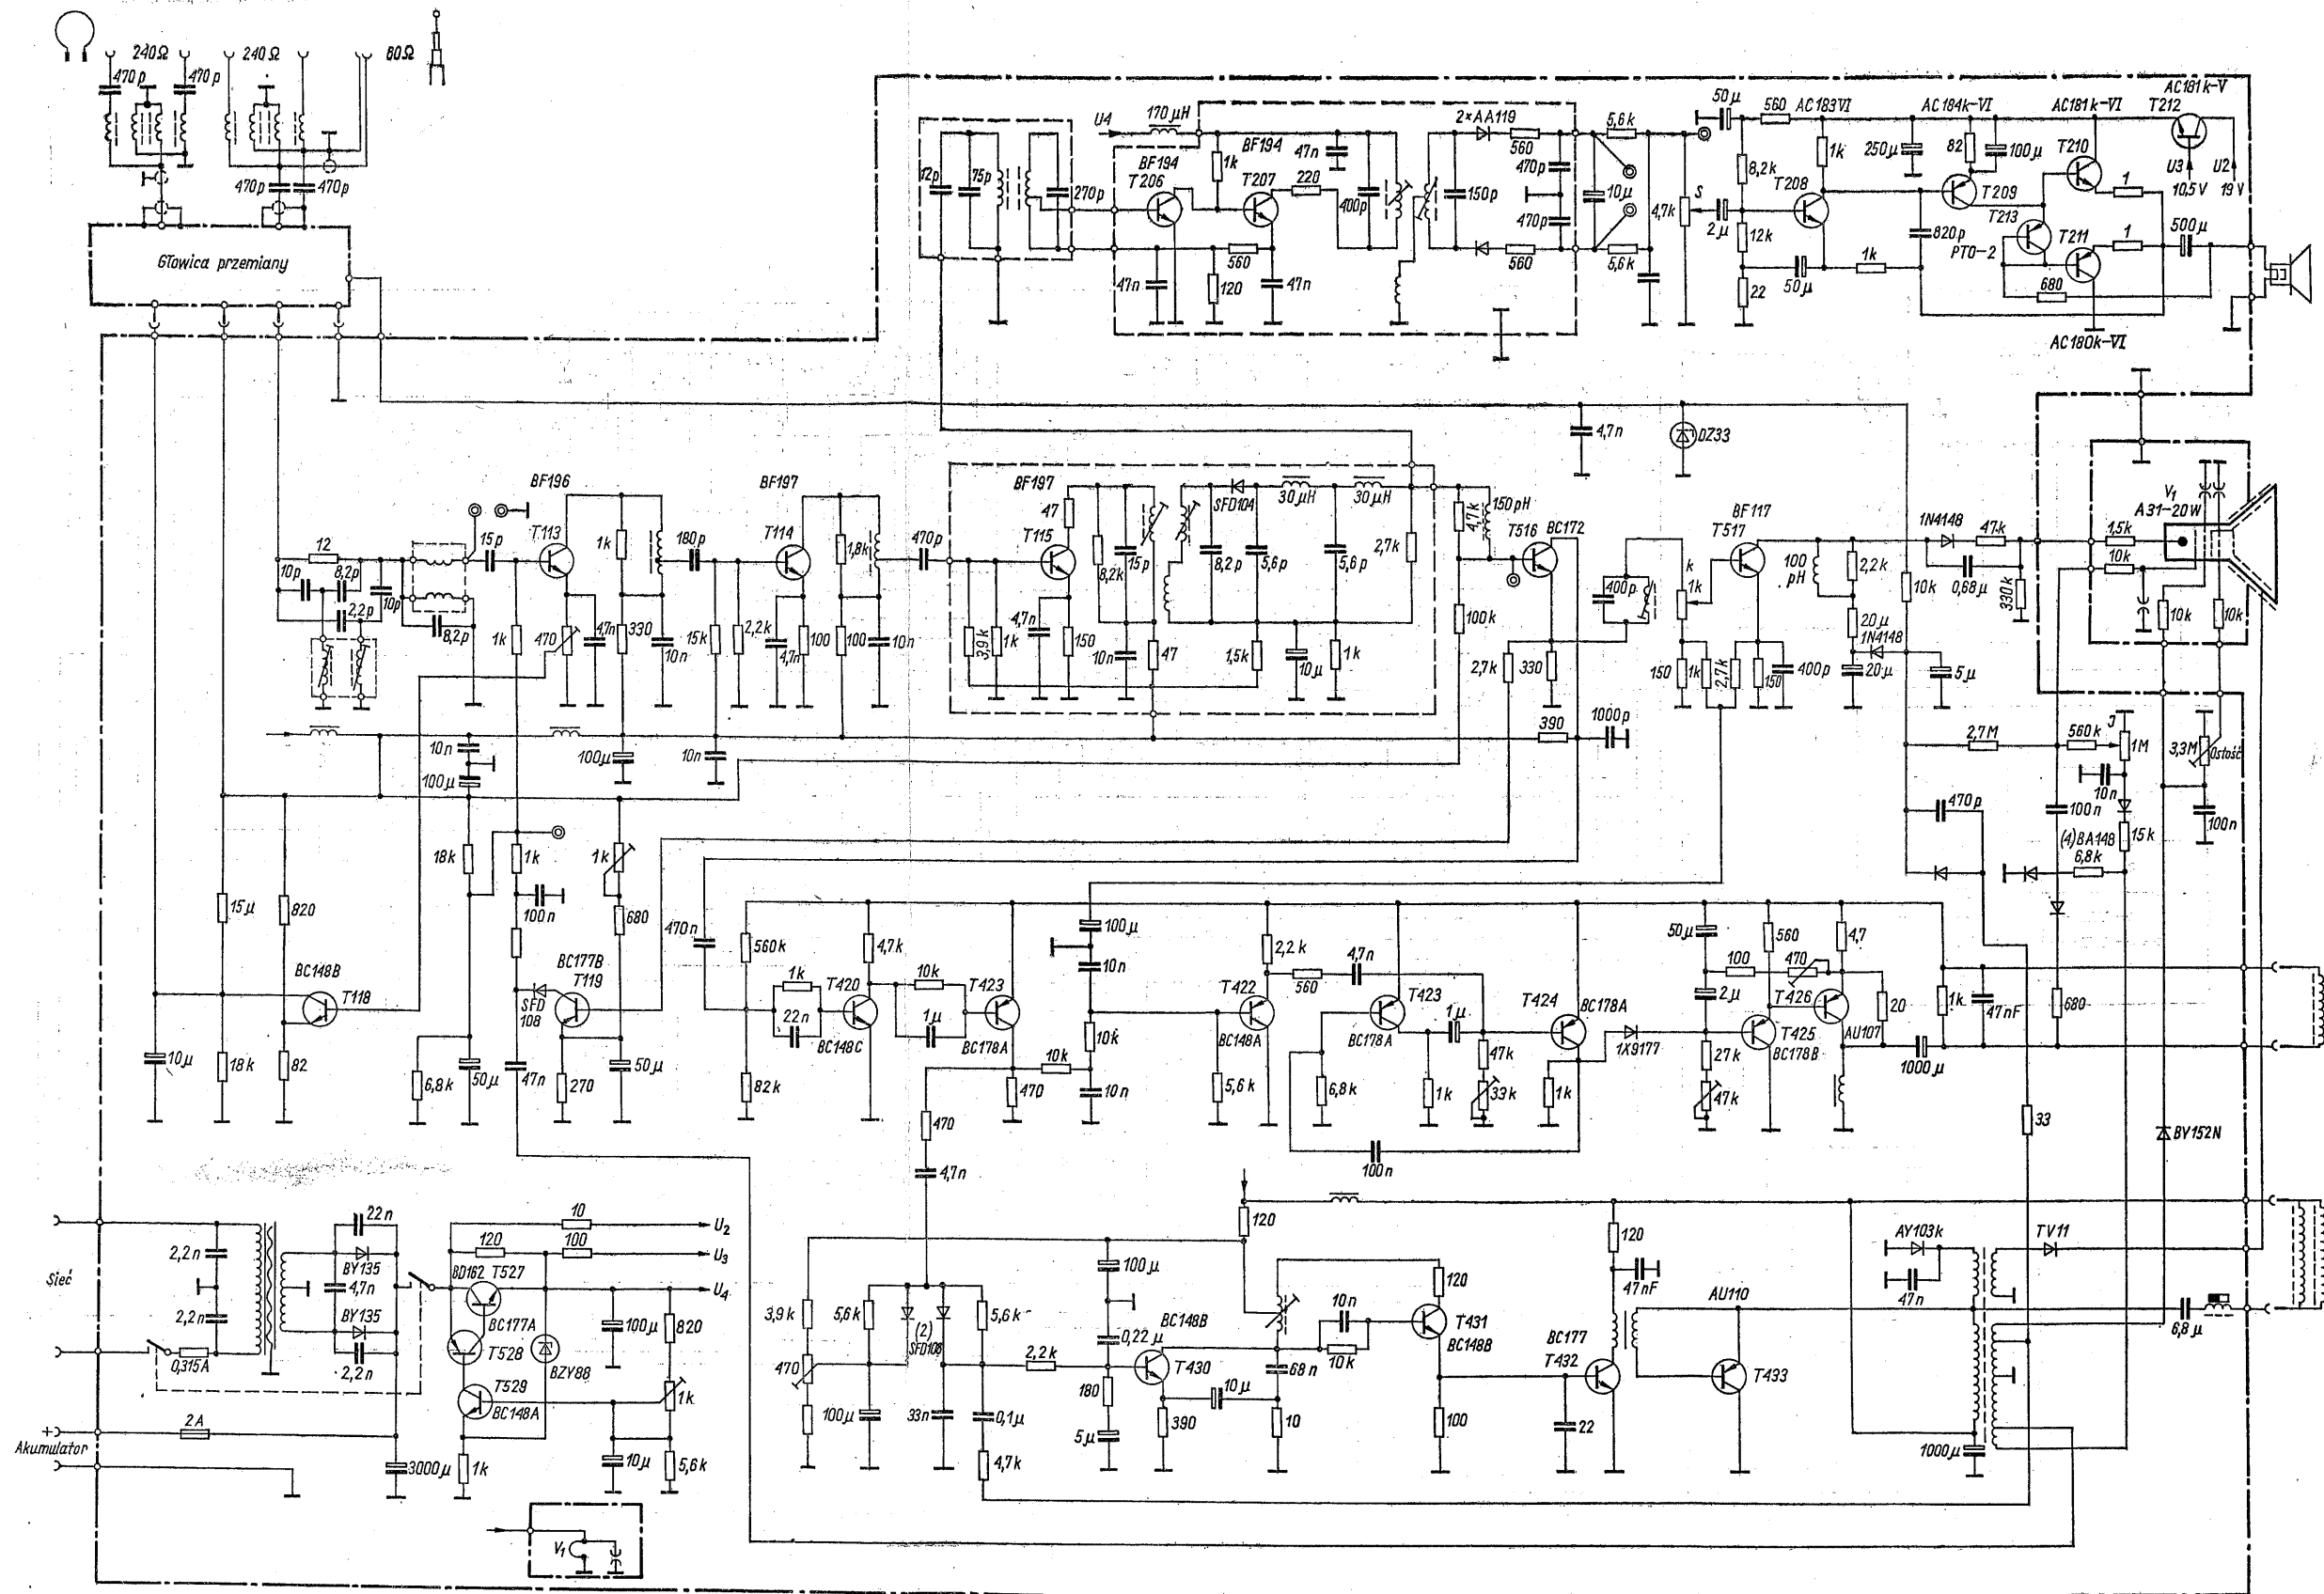 240Ω 240Ω 80Ω
470p 470p
470p 470p
Głowica przemiany
U4 170μH
12p 75p 270p
BF194 T206
1k
BF194 T207
47n 220 400p
47n 120 560 47n
2×AA119
560 470p 150p 470p 560
5,6k 10μ 5,6k
4,7k S
50μ 560 AC183VI AC184k-VI AC181k-VI AC181k-V
T212
8,2k 1k 250μ 82 100μ T210
T208 T209 T213 T211
U3 10,5V U2 19V
2μ 12k 820p PTO-2
1 1 500μ
22 50μ 1k 680
AC180k-VI
4,7n DZ33
BF196 BF197 BF197
12 10p 8,2p 2,2p 10p 8,2p
15p T113 1k 180p T114 1,8k 470p
1k 470 4,7n 330 10n 15k 2,2k 4,7n 100 100 10n
T115 47 8,2k 15p 8,2p SFD104 5,6p 30μH 5,6p 30μH 2,7k
3,9k 1k 4,7n 150 10n 47 1,5k 10μ 1k
4,7k 150pH T516 BC172
100k 2,7k 330 400p
k 1k BF117 T517
150 1k 2,7k 150 400p
100 pH 2,2k 20μ 1N4148 20μ
10k 5μ
1N4148 47k 0,68μ 330k
V1 A31-20W
1,5k 10k 10k 10k
10n 100μ 100μ 10n
390 1000p
2,7M 560k J 1M 3,3M Ostość
10n 100n 100n
470p (4)BA148 15k 6,8k
15μ 820 18k 1k 100n 1k 680
BC148B T118
SFD 108 BC177B T119
10μ 18k 82 6,8k 50μ 47n 270 50μ
470n 560k 4,7k
1k T420 22n BC148C 82k
10k T423 1μ BC178A
100μ 10n 10k 10k 10n 470
470 4,7n
2,2k T422 BC148A 5,6k
560 4,7n T423 BC178A 6,8k
1μ T424 BC178A 47k 1k 33k 1k
100n
1X9177
50μ 560 4,7 100 470 2μ
T426 T425 AU107 BC178B
27k 47k 20 1000μ
1k 47nF 680
33 BY152N
Sieć
2,2n 2,2n 0,315A
22n BY135 4,7n BY135 2,2n
2A
+
Akumulator
3000μ
10 U2
120 100 U3
BD162 T527 U4
BC177A T528
T529 BC148A BZY88
100μ 820 1k
1k 10μ 5,6k
V1
120
3,9k 5,6k (2) SFD108 5,6k
470 100μ 33n 0,1μ 4,7k
100μ 0,22μ 2,2k 180 5μ
BC148B T430 390 10μ 68n 10
10n 10k 120 T431 BC148B 100
120 47nF BC177 T432 22
AU110 T433
AY103k 47n TV11
1000μ 6,8μ